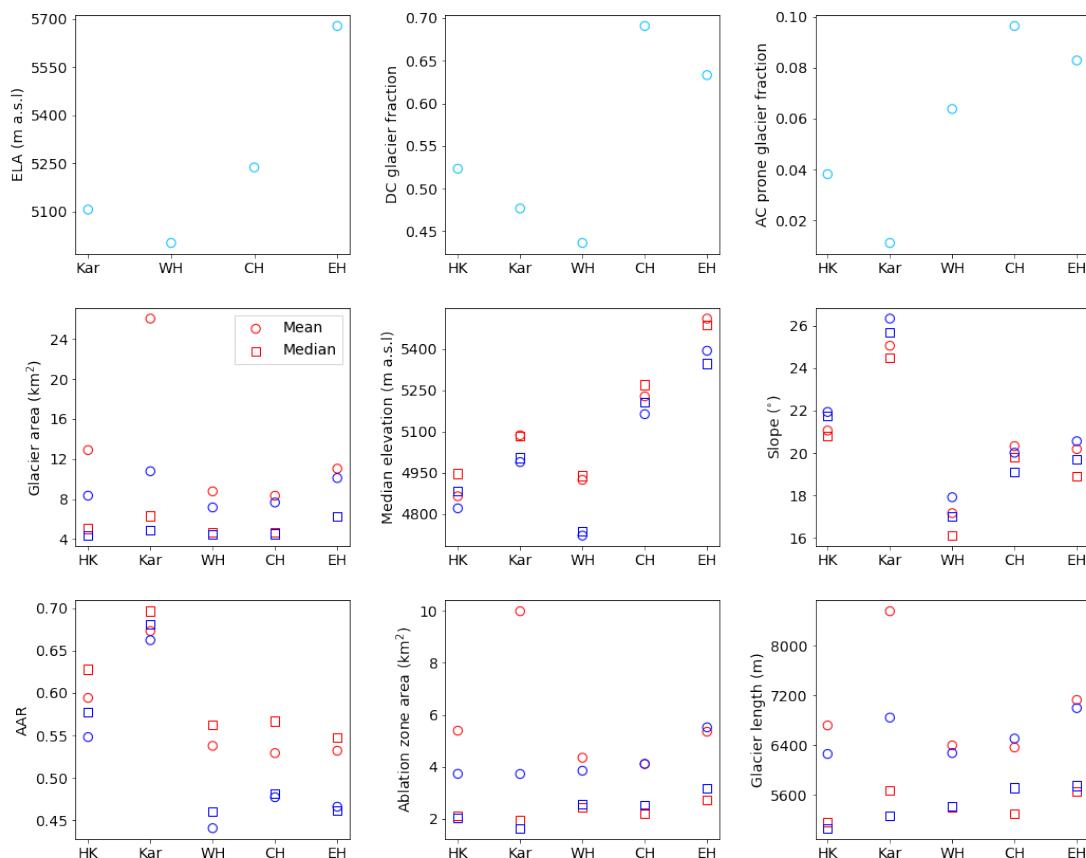 5700
5550
5400
5250
5100
ELA (m a.s.l)
Kar WH CH EH
0.70
0.65
0.60
0.55
0.50
0.45
DC glacier fraction
HK Kar WH CH EH
0.10
0.08
0.06
0.04
0.02
AC prone glacier fraction
HK Kar WH CH EH
24
20
16
12
8
4
Glacier area (km²)
Mean
Median
HK Kar WH CH EH
5400
5250
5100
4950
4800
Median elevation (m a.s.l)
HK Kar WH CH EH
26
24
22
20
18
16
Slope (°)
HK Kar WH CH EH
0.70
0.65
0.60
0.55
0.50
0.45
AAR
HK Kar WH CH EH
10
8
6
4
2
Ablation zone area (km²)
HK Kar WH CH EH
8000
7200
6400
5600
Glacier length (m)
HK Kar WH CH EH